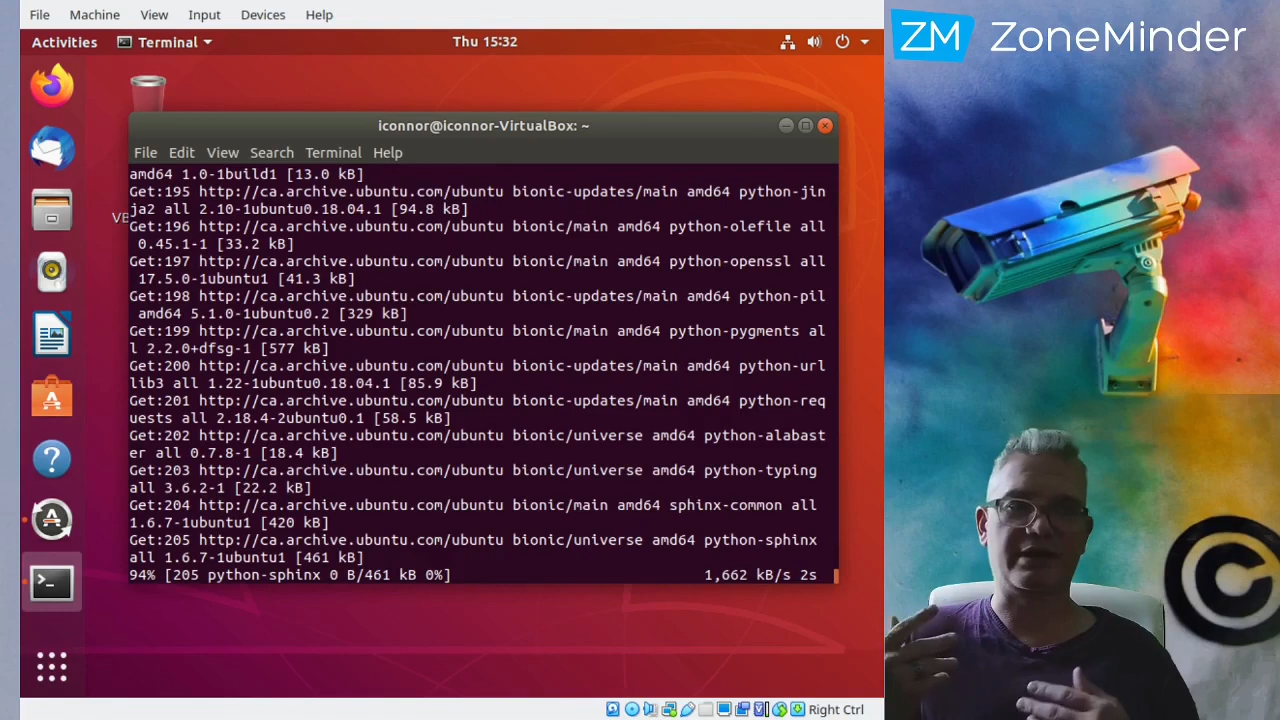 File Machine View Input Devices Help
ZM ZoneMinder
Activities Terminal Thu 15:32
iconnor@iconnor-VirtualBox: ~
File Edit View Search Terminal Help
amd64 1.0-1build1 [13.0 kB]
Get:195 http://ca.archive.ubuntu.com/ubuntu bionic-updates/main amd64 python-jin
ja2 all 2.10-1ubuntu0.18.04.1 [94.8 kB]
Get:196 http://ca.archive.ubuntu.com/ubuntu bionic/main amd64 python-olefile all
0.45.1-1 [33.2 kB]
Get:197 http://ca.archive.ubuntu.com/ubuntu bionic/main amd64 python-openssl all
17.5.0-1ubuntu1 [41.3 kB]
Get:198 http://ca.archive.ubuntu.com/ubuntu bionic-updates/main amd64 python-pil
amd64 5.1.0-1ubuntu0.2 [329 kB]
Get:199 http://ca.archive.ubuntu.com/ubuntu bionic/main amd64 python-pygments al
l 2.2.0+dfsg-1 [577 kB]
Get:200 http://ca.archive.ubuntu.com/ubuntu bionic-updates/main amd64 python-url
lib3 all 1.22-1ubuntu0.18.04.1 [85.9 kB]
Get:201 http://ca.archive.ubuntu.com/ubuntu bionic-updates/main amd64 python-req
uests all 2.18.4-2ubuntu0.1 [58.5 kB]
Get:202 http://ca.archive.ubuntu.com/ubuntu bionic/universe amd64 python-alabast
er all 0.7.8-1 [18.4 kB]
Get:203 http://ca.archive.ubuntu.com/ubuntu bionic/universe amd64 python-typing
all 3.6.2-1 [22.2 kB]
Get:204 http://ca.archive.ubuntu.com/ubuntu bionic/main amd64 sphinx-common all
1.6.7-1ubuntu1 [420 kB]
Get:205 http://ca.archive.ubuntu.com/ubuntu bionic/universe amd64 python-sphinx
all 1.6.7-1ubuntu1 [461 kB]
94% [205 python-sphinx 0 B/461 kB 0%] 1,662 kB/s 2s
VB
C
Right Ctrl